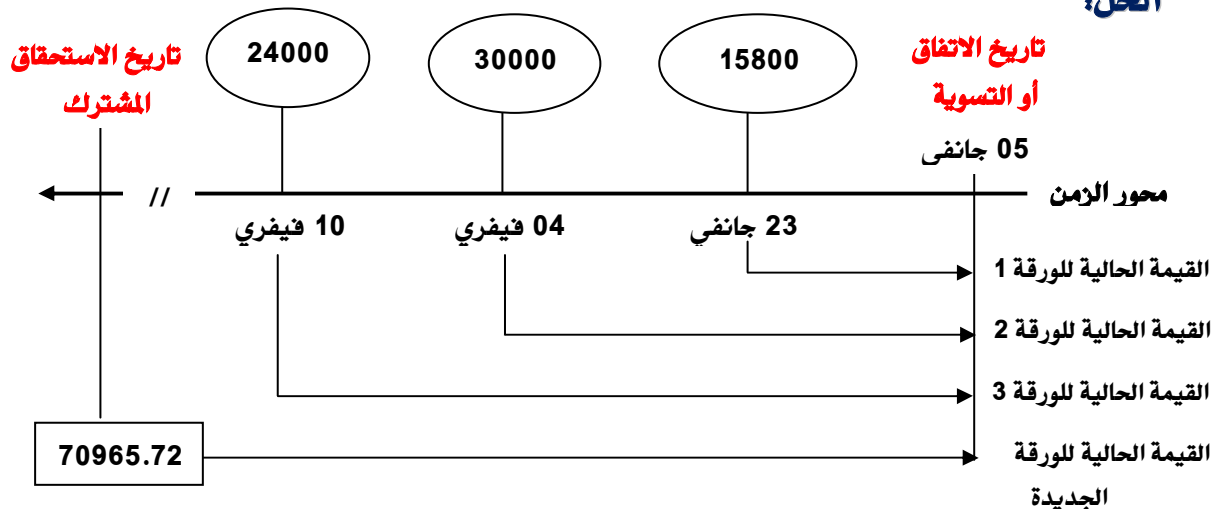 الحل:
تاريخ الاتفاق
أو التسوية
15800
30000
24000
تاريخ الاستحقاق
المشترك
05 جانفي
محور الزمن
//
23 جانفي
04 فيفري
10 فيفري
القيمة الحالية للورقة 1
القيمة الحالية للورقة 2
القيمة الحالية للورقة 3
القيمة الحالية للورقة
الجديدة
70965.72